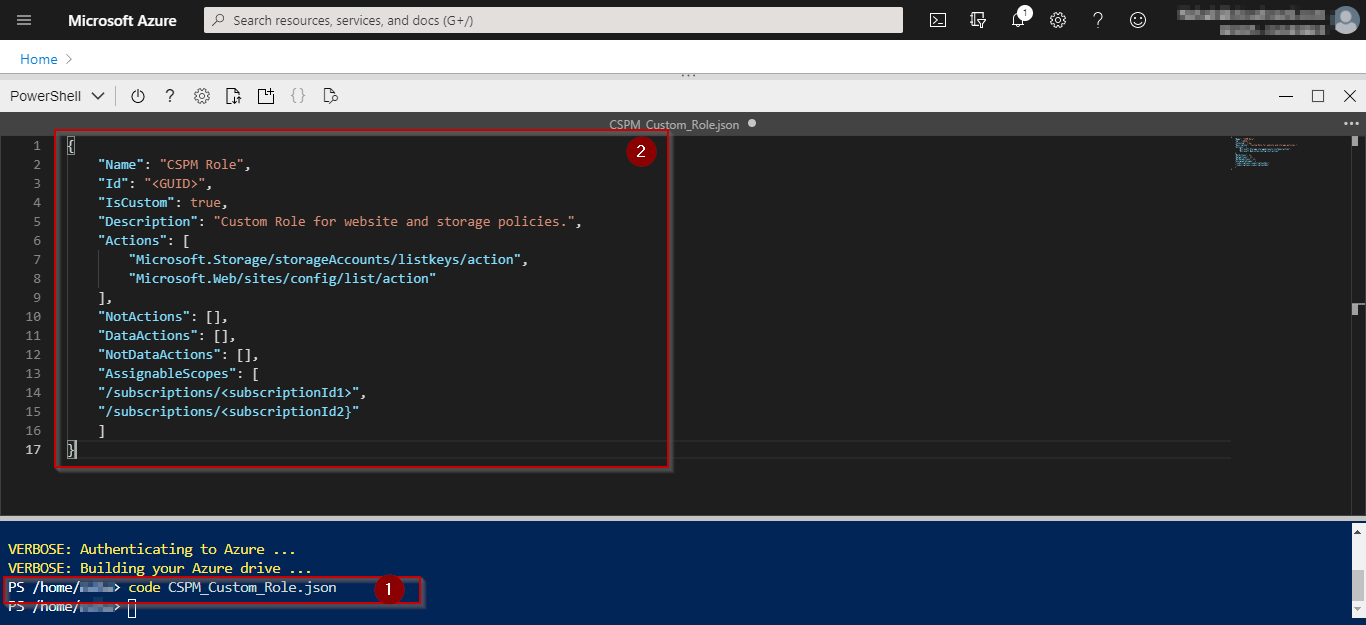 Microsoft Azure
Search resources, services, and docs (G+/)
1
Home
PowerShell
CSPM_Custom_Role.json
2
1 {
2 "Name": "CSPM Role",
3 "Id": "<GUID>",
4 "IsCustom": true,
5 "Description": "Custom Role for website and storage policies.",
6 "Actions": [
7 "Microsoft.Storage/storageAccounts/listkeys/action",
8 "Microsoft.Web/sites/config/list/action"
9 ],
10 "NotActions": [],
11 "DataActions": [],
12 "NotDataActions": [],
13 "AssignableScopes": [
14 "/subscriptions/<subscriptionId1>",
15 "/subscriptions/<subscriptionId2}"
16 ]
17 }
VERBOSE: Authenticating to Azure ...
VERBOSE: Building your Azure drive ...
PS /home/ > code CSPM_Custom_Role.json
1
PS /home/ >